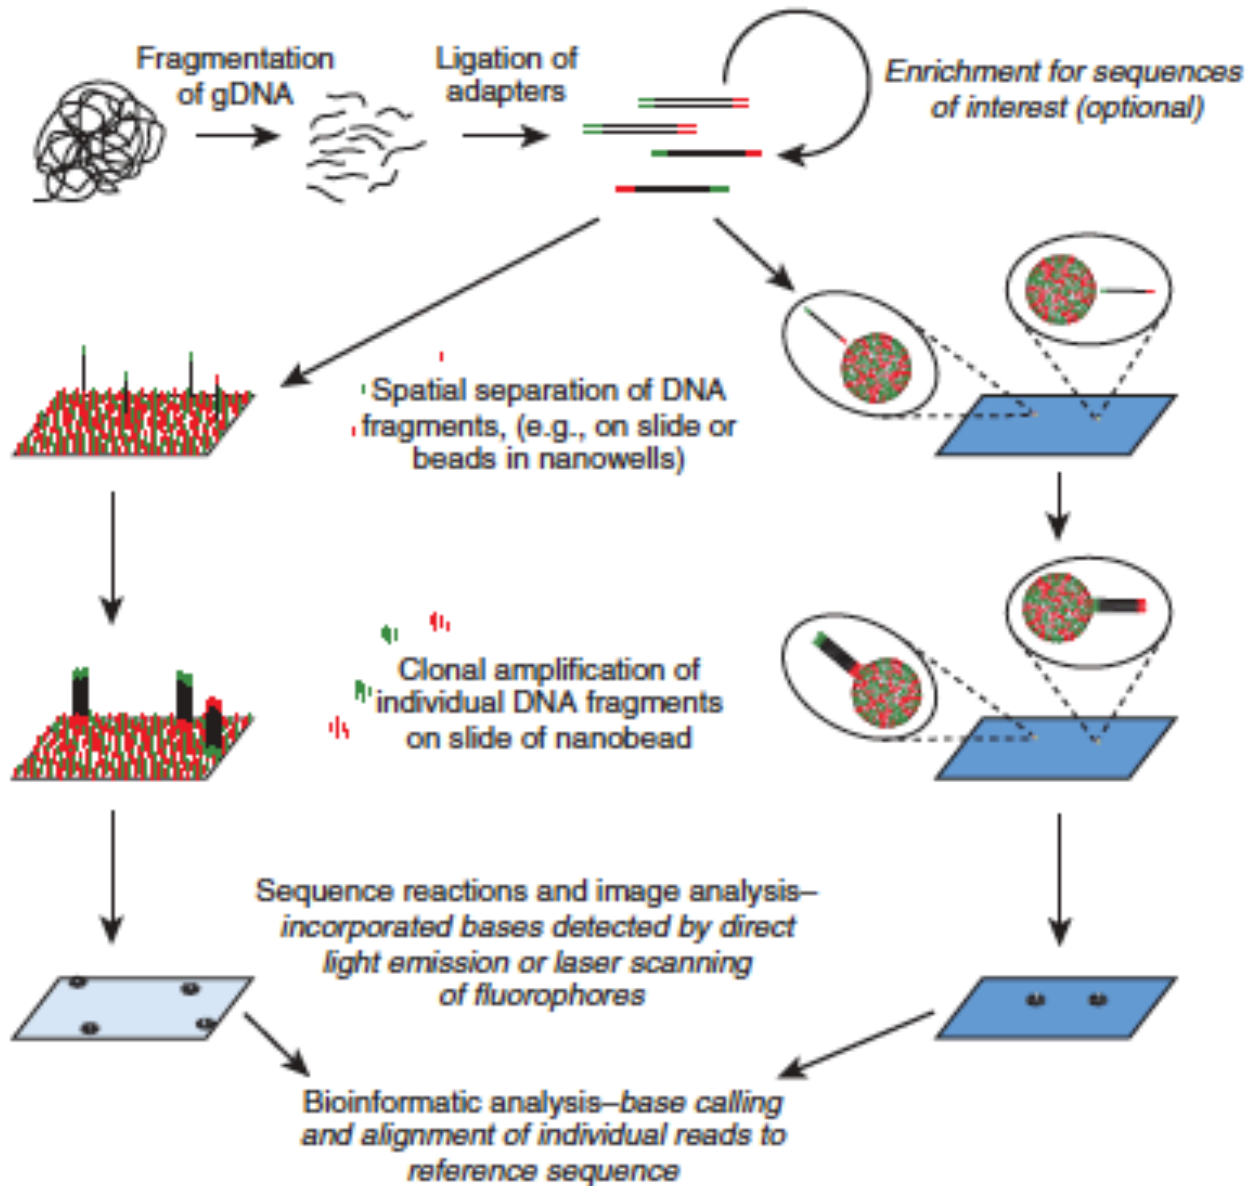 Fragmentation
of gDNA
Ligation of
adapters
Enrichment for sequences
of interest (optional)
Spatial separation of DNA
fragments, (e.g., on slide or
beads in nanowells)
Clonal amplification of
individual DNA fragments
on slide of nanobead
Sequence reactions and image analysis–
incorporated bases detected by direct
light emission or laser scanning
of fluorophores
Bioinformatic analysis–base calling
and alignment of individual reads to
reference sequence